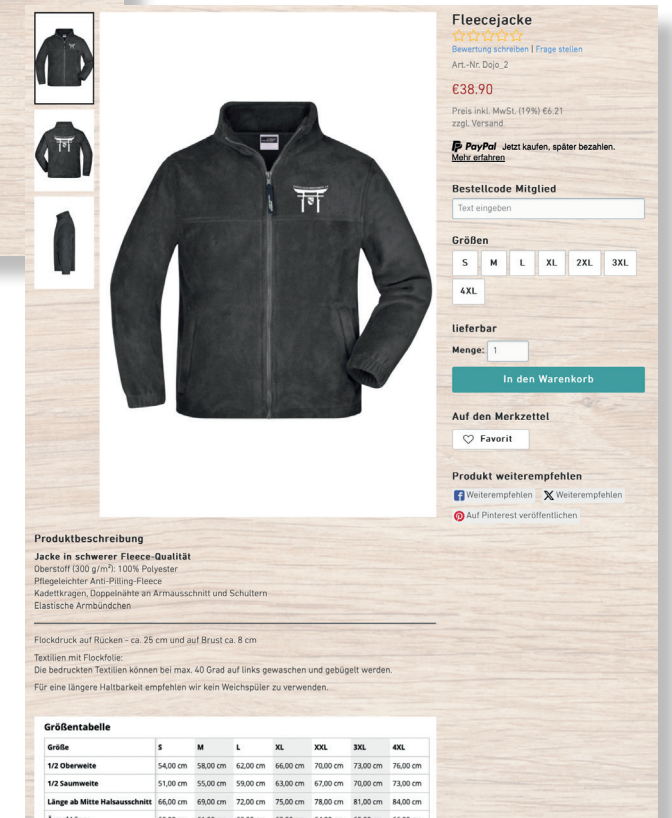 Fleecejacke
Bewertung schreiben | Frage stellen
Art.-Nr. Dojo_2
€38.90
Preis inkl. MwSt. (19%) €6.21
zzgl. Versand
PayPal Jetzt kaufen, später bezahlen.
Mehr erfahren
Bestellcode Mitglied
Text eingeben
Größen
S M L XL 2XL 3XL
4XL
lieferbar
Menge: 1
In den Warenkorb
Auf den Merkzettel
Favorit
Produkt weiterempfehlen
Weiterempfehlen Weiterempfehlen
Auf Pinterest veröffentlichen
Produktbeschreibung
Jacke in schwerer Fleece-Qualität
Oberstoff (300 g/m²): 100% Polyester
Pflegeleichter Anti-Pilling-Fleece
Kadettkragen, Doppelnähte an Armausschnitt und Schultern
Elastische Armbündchen
Flockdruck auf Rücken - ca. 25 cm und auf Brust ca. 8 cm
Textilien mit Flockfolie:
Die bedruckten Textilien können bei max. 40 Grad auf links gewaschen und gebügelt werden.
Für eine längere Haltbarkeit empfehlen wir kein Weichspüler zu verwenden.
Größentabelle
Größe S M L XL XXL 3XL 4XL
1/2 Oberweite 54,00 cm 58,00 cm 62,00 cm 66,00 cm 70,00 cm 73,00 cm 76,00 cm
1/2 Saumweite 51,00 cm 55,00 cm 59,00 cm 63,00 cm 67,00 cm 70,00 cm 73,00 cm
Länge ab Mitte Halsausschnitt 66,00 cm 69,00 cm 72,00 cm 75,00 cm 78,00 cm 81,00 cm 84,00 cm